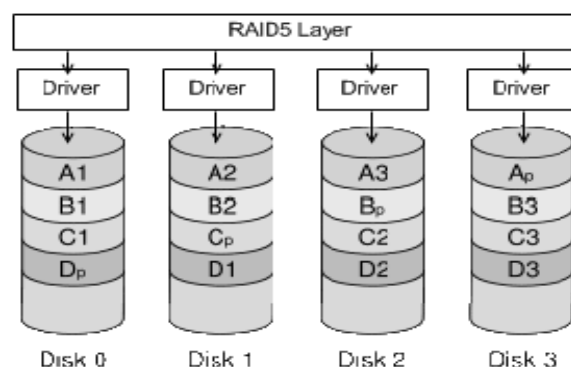 RAID5 Layer
Driver Driver Driver Driver
A1 A2 A3 Ap
B1 B2 Bp B3
C1 Cp C2 C3
Dp D1 D2 D3
Disk 0 Disk 1 Disk 2 Disk 3